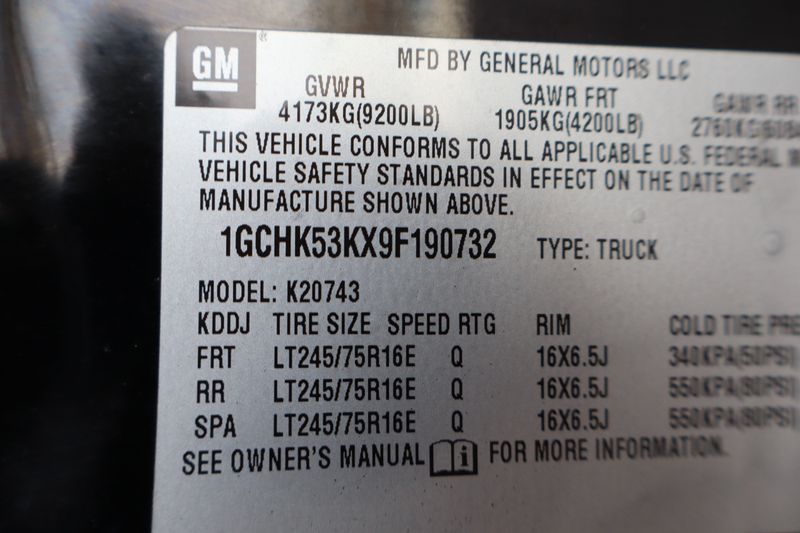 GM
MFD BY GENERAL MOTORS LLC
GVWR GAWR FRT GAWR RR
4173KG(9200LB) 1905KG(4200LB)
THIS VEHICLE CONFORMS TO ALL APPLICABLE U.S. FEDERAL
VEHICLE SAFETY STANDARDS IN EFFECT ON THE DATE OF
MANUFACTURE SHOWN ABOVE.
1GCHK53KX9F190732 TYPE: TRUCK
MODEL: K20743
KDDJ TIRE SIZE SPEED RTG RIM COLD TIRE PRE
FRT LT245/75R16E Q 16X6.5J 340KPA(50PSI)
RR LT245/75R16E Q 16X6.5J 550KPA(80PSI)
SPA LT245/75R16E Q 16X6.5J 550KPA(80PSI)
SEE OWNER'S MANUAL i FOR MORE INFORMATION.